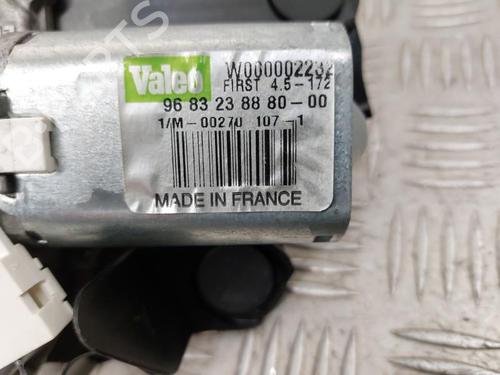 Valeo
W000002232
FIRST 4.5-172
96 83 23 88 80-00
1/M-00270 107-1
MADE IN FRANCE